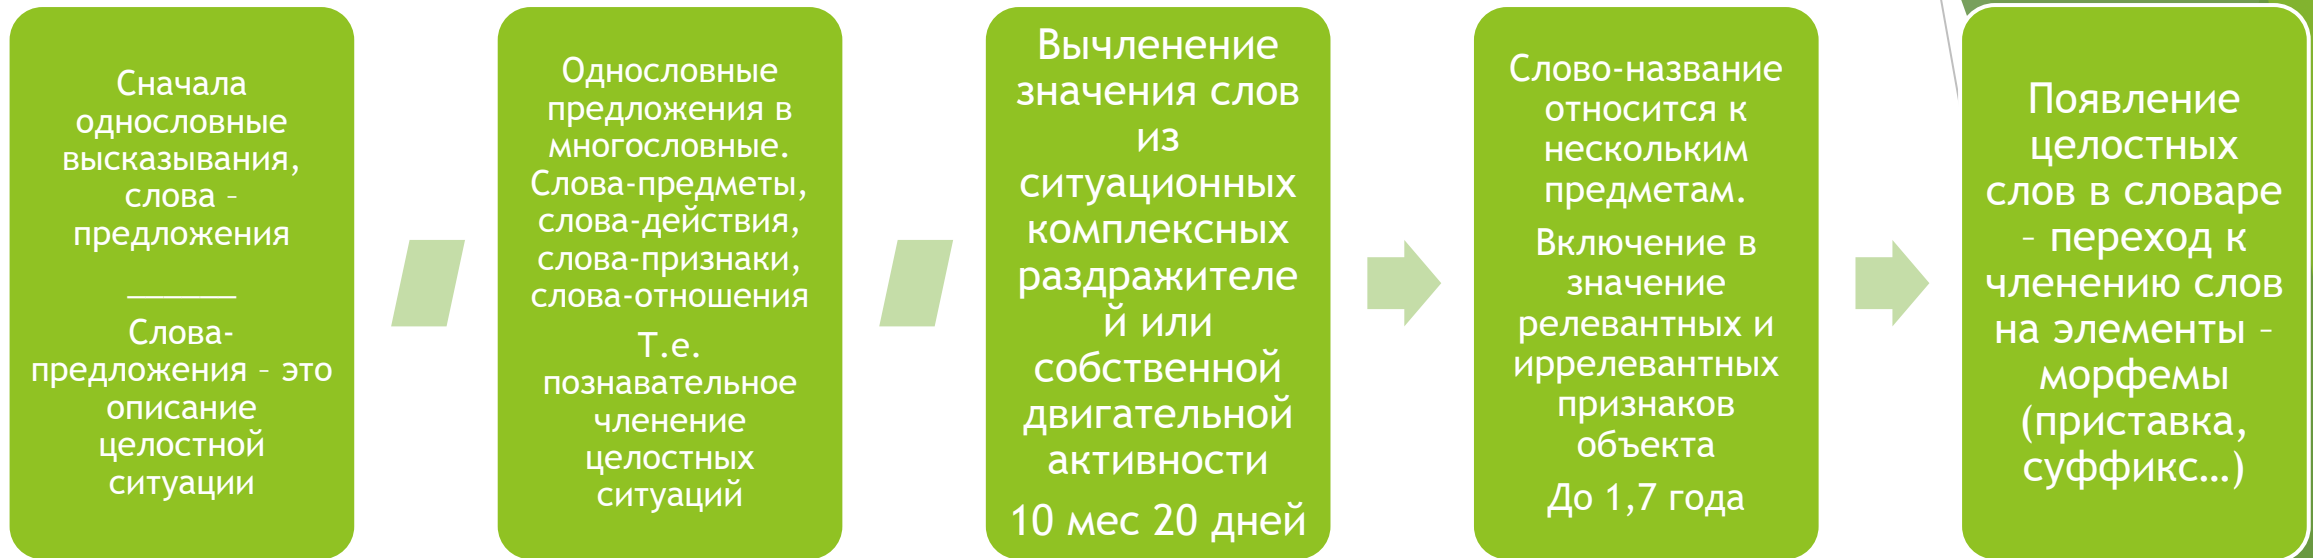 Сначала
однословные
высказывания,
слова -
предложения
______
Слова-
предложения - это
описание
целостной
ситуации
Однословные
предложения в
многословные.
Слова-предметы,
слова-действия,
слова-признаки,
слова-отношения
Т.е.
познавательное
членение
целостных
ситуаций
Вычленение
значения слов
из
ситуационных
комплексных
раздражителе
й или
собственной
двигательной
активности
10 мес 20 дней
Слово-название
относится к
нескольким
предметам.
Включение в
значение
релевантных и
иррелевантных
признаков
объекта
До 1,7 года
Появление
целостных
слов в словаре
- переход к
членению слов
на элементы -
морфемы
(приставка,
суффикс…)